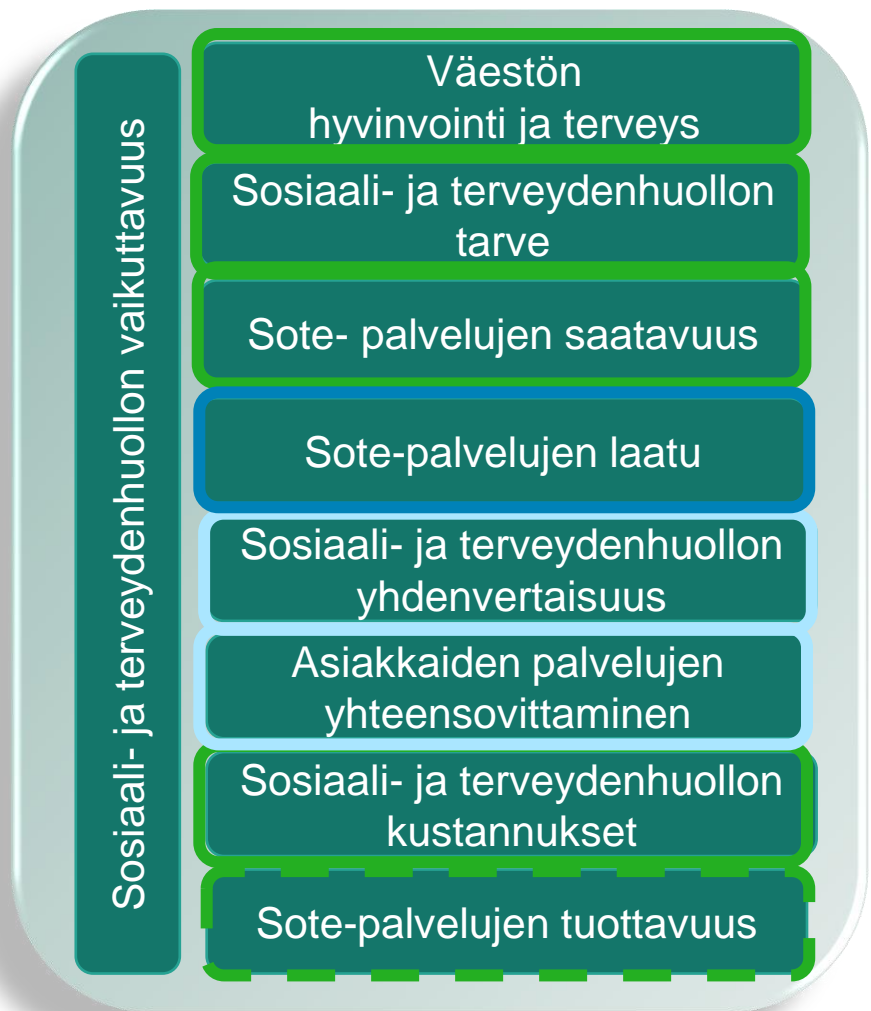 Sosiaali- ja terveydenhuollon vaikuttavuus
Väestön
hyvinvointi ja terveys
Sosiaali- ja terveydenhuollon
tarve
Sote- palvelujen saatavuus
Sote-palvelujen laatu
Sosiaali- ja terveydenhuollon
yhdenvertaisuus
Asiakkaiden palvelujen
yhteensovittaminen
Sosiaali- ja terveydenhuollon
kustannukset
Sote-palvelujen tuottavuus